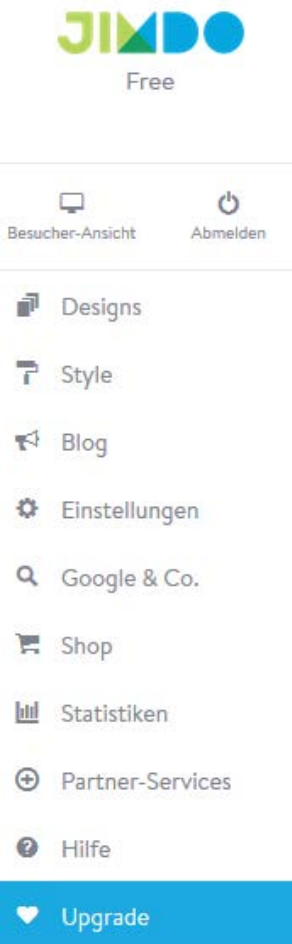 JIMDO
Free
Besucher-Ansicht Abmelden
Designs
Style
Blog
Einstellungen
Google & Co.
Shop
Statistiken
Partner-Services
Hilfe
Upgrade